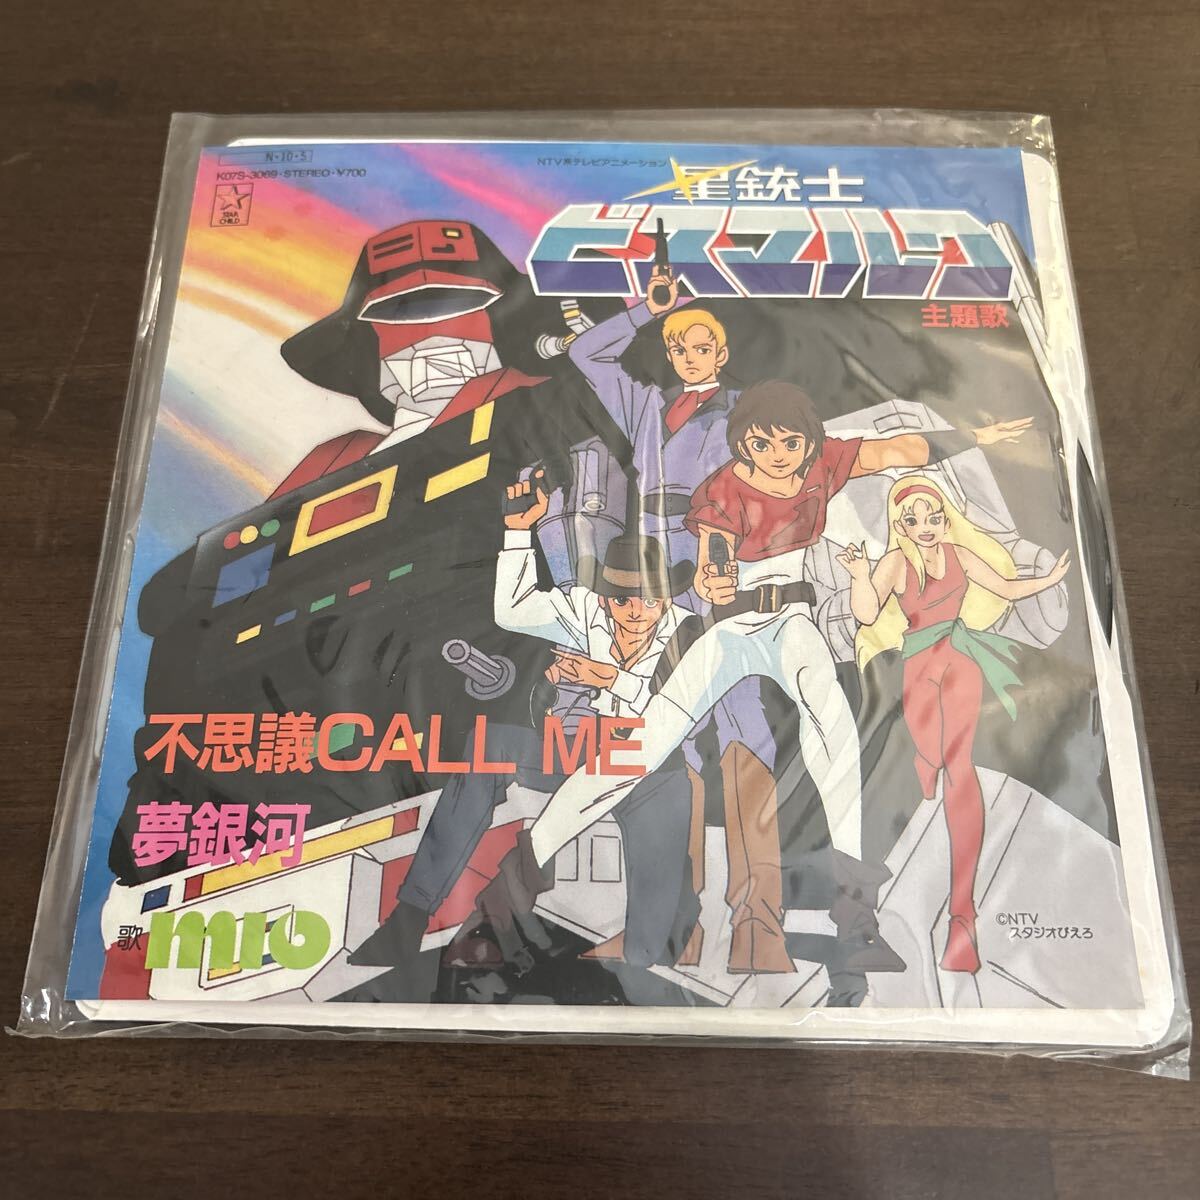 N・10・5
K07S-3069・STEREO・¥700
STAR
CHILD
NTV系テレビアニメーション
星銃士
ビスマルク
主題歌
不思議CALL ME
夢銀河
歌 mio
©NTV
スタジオぴえろ